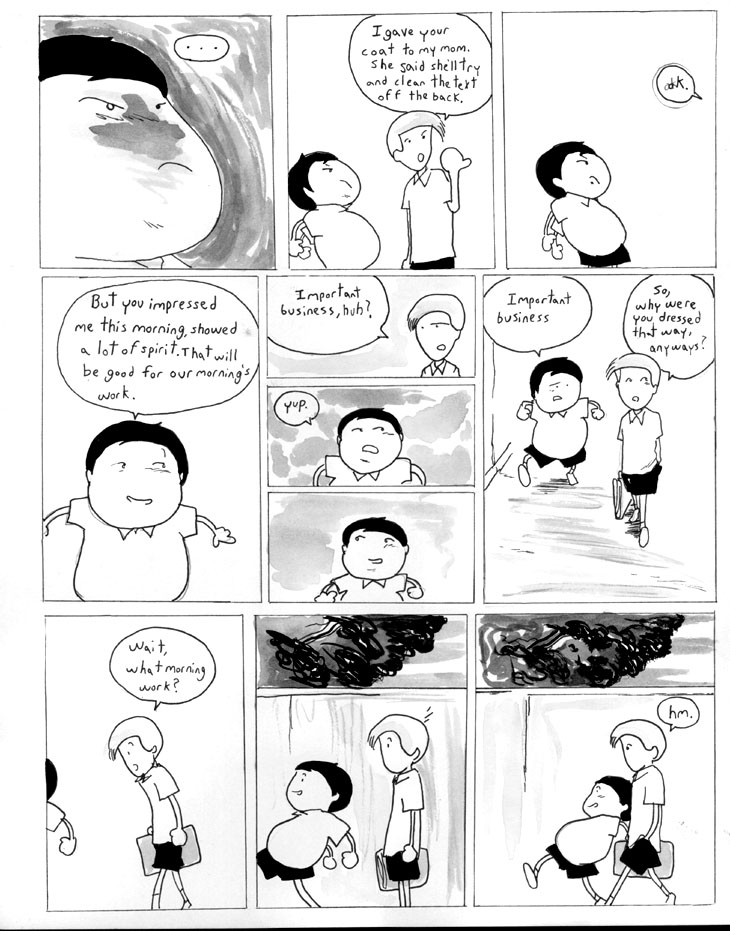 ...
I gave your
coat to my mom.
She said she'll try
and clean the text
off the back.
ohk.
But you impressed
me this morning, showed
a lot of spirit. That will
be good for our morning's
work.
Important
business, huh?
yup.
Important
business
So,
why were
you dressed
that way,
anyways?
Wait,
what morning
work?
hm.